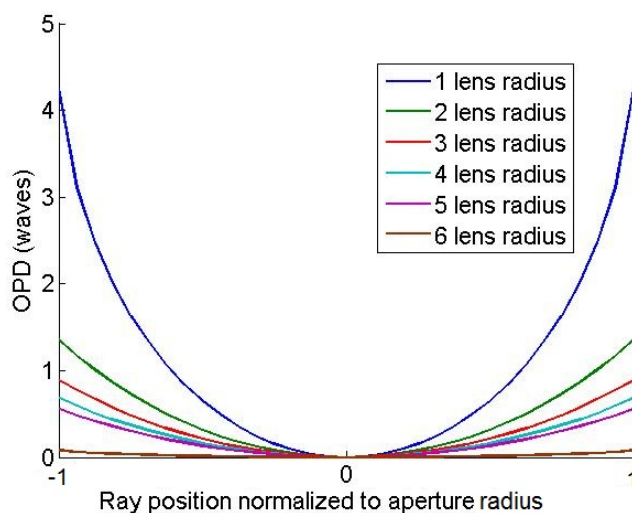 5
4
3
2
1
0
OPD (waves)
1 lens radius
2 lens radius
3 lens radius
4 lens radius
5 lens radius
6 lens radius
-1
0
1
Ray position normalized to aperture radius